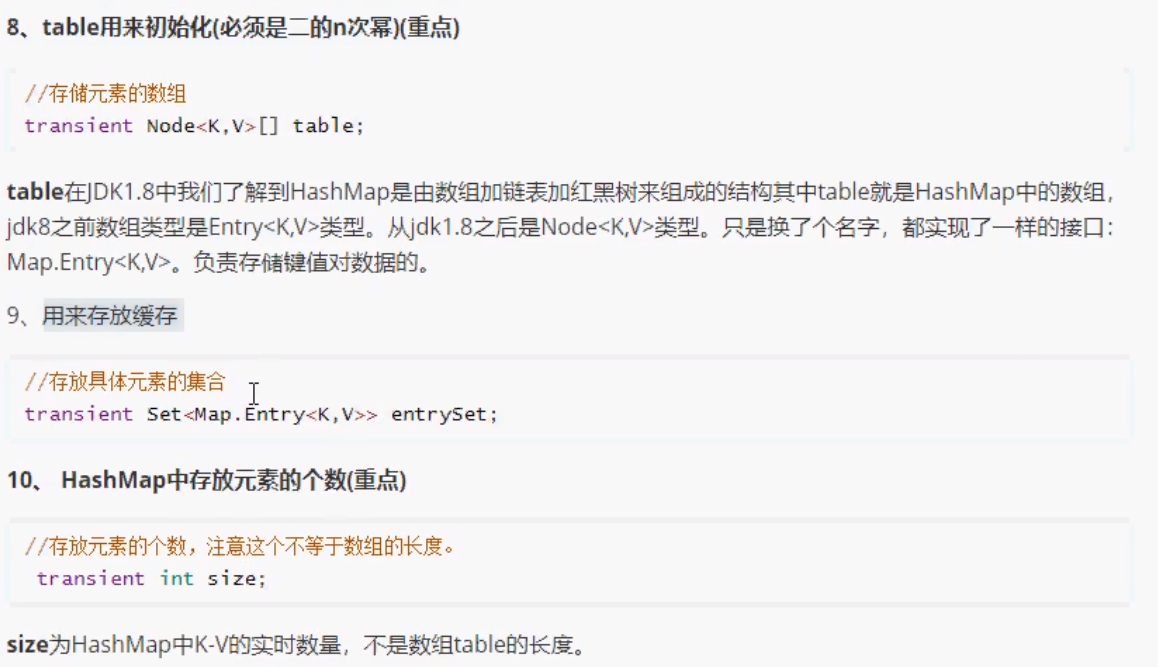 8、table用来初始化(必须是二的n次幂)(重点)
//存储元素的数组
transient Node<K,V>[] table;
table在JDK1.8中我们了解到HashMap是由数组加链表加红黑树来组成的结构其中table就是HashMap中的数组，
jdk8之前数组类型是Entry<K,V>类型。从jdk1.8之后是Node<K,V>类型。只是换了个名字，都实现了一样的接口：
Map.Entry<K,V>。负责存储键值对数据的。
9、用来存放缓存
//存放具体元素的集合
transient Set<Map.Entry<K,V>> entrySet;
10、 HashMap中存放元素的个数(重点)
//存放元素的个数，注意这个不等于数组的长度。
transient int size;
size为HashMap中K-V的实时数量，不是数组table的长度。